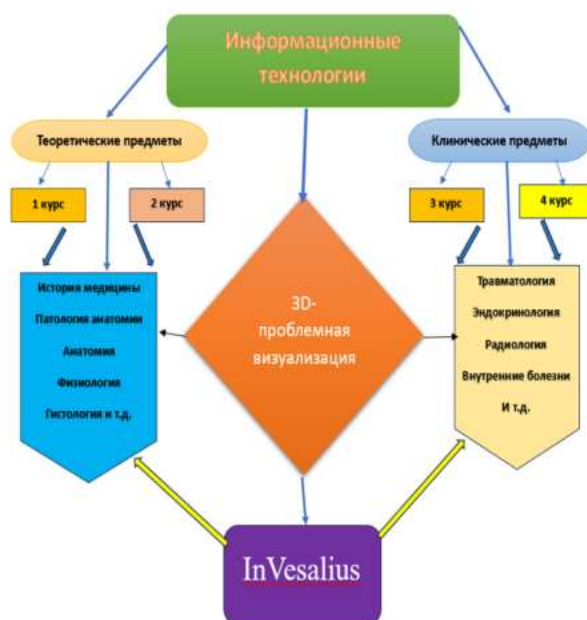 Информационные
технологии
Теоретические предметы
Клинические предметы
1 курс
2 курс
3 курс
4 курс
История медицины
Патология анатомии
Анатомия
Физиология
Гистология и т.д.
3D-
проблемная
визуализация
Травматология
Эндокринология
Радиология
Внутренние болезни
И т.д.
InVesalius